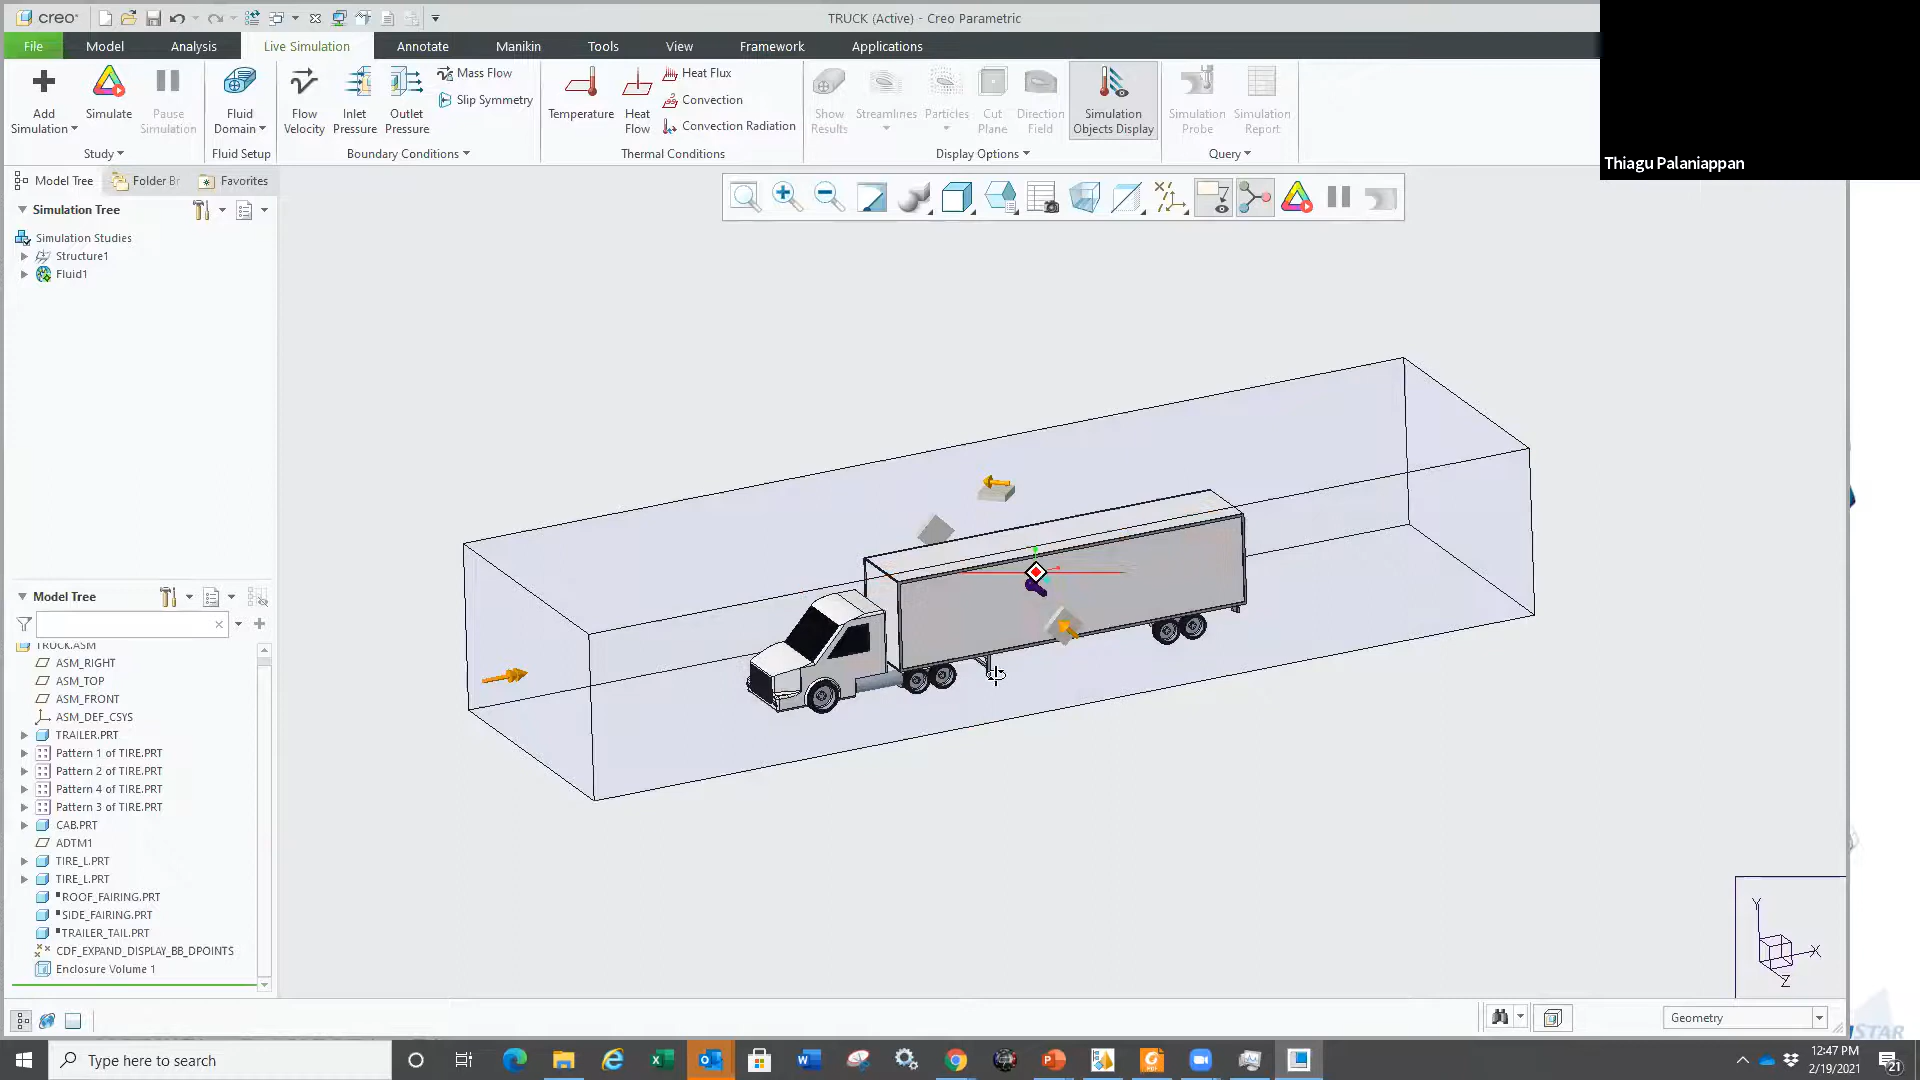 creo
TRUCK (Active) - Creo Parametric
File
Model
Analysis
Live Simulation
Annotate
Manikin
Tools
View
Framework
Applications
Add Simulation
Simulate
Pause Simulation
Study
Fluid Domain
Fluid Setup
Flow Velocity
Inlet Pressure
Outlet Pressure
Mass Flow
Slip Symmetry
Boundary Conditions
Temperature
Heat Flow
Heat Flux
Convection
Convection Radiation
Thermal Conditions
Show Results
Streamlines
Particles
Cut Plane
Direction Field
Simulation Objects Display
Display Options
Simulation Probe
Simulation Report
Query
Thiagu Palaniappan
Model Tree
Folder Br
Favorites
Simulation Tree
Simulation Studies
Structure1
Fluid1
Model Tree
TRUCK.ASM
ASM_RIGHT
ASM_TOP
ASM_FRONT
ASM_DEF_CSYS
TRAILER.PRT
Pattern 1 of TIRE.PRT
Pattern 2 of TIRE.PRT
Pattern 4 of TIRE.PRT
Pattern 3 of TIRE.PRT
CAB.PRT
ADTM1
TIRE_L.PRT
TIRE_L.PRT
ROOF_FAIRING.PRT
SIDE_FAIRING.PRT
TRAILER_TAIL.PRT
CDF_EXPAND_DISPLAY_BB_DPOINTS
Enclosure Volume 1
Y
X
Z
Geometry
STAR
Type here to search
12:47 PM
2/19/2021
21